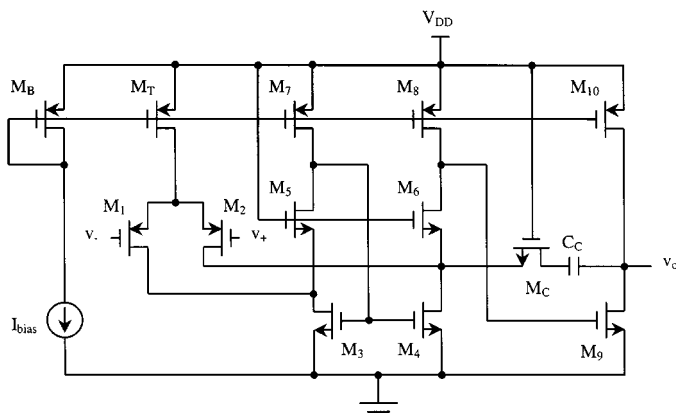 V_DD
M_B
M_T
M_7
M_8
M_10
M_1
M_2
M_5
M_6
v_-
v_+
C_C
v_o
M_C
I_bias
M_3
M_4
M_9